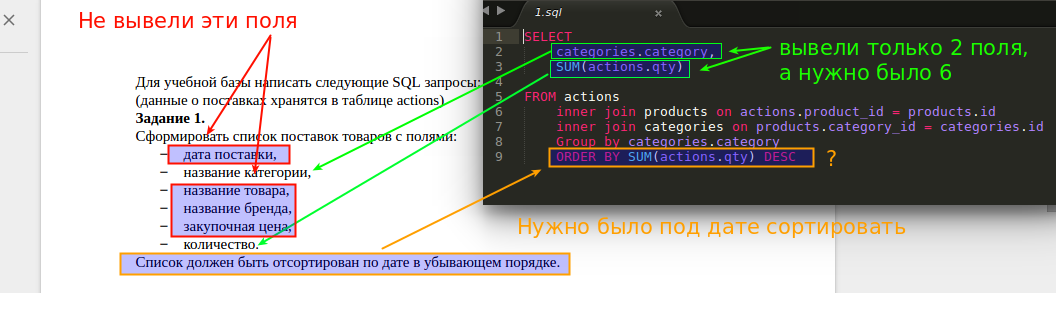 Не вывели эти поля
Для учебной базы написать следующие SQL запросы:
(данные о поставках хранятся в таблице actions)
Задание 1.
Сформировать список поставок товаров с полями:
− дата поставки,
− название категории,
− название товара,
− название бренда,
− закупочная цена,
− количество.
Список должен быть отсортирован по дате в убывающем порядке.
1.sql ×
1 SELECT
2 categories.category,
3 SUM(actions.qty)
4
5 FROM actions
6 inner join products on actions.product_id = products.id
7 inner join categories on products.category_id = categories.id
8 Group by categories.category
9 ORDER BY SUM(actions.qty) DESC
вывели только 2 поля,
а нужно было 6
?
Нужно было под дате сортировать